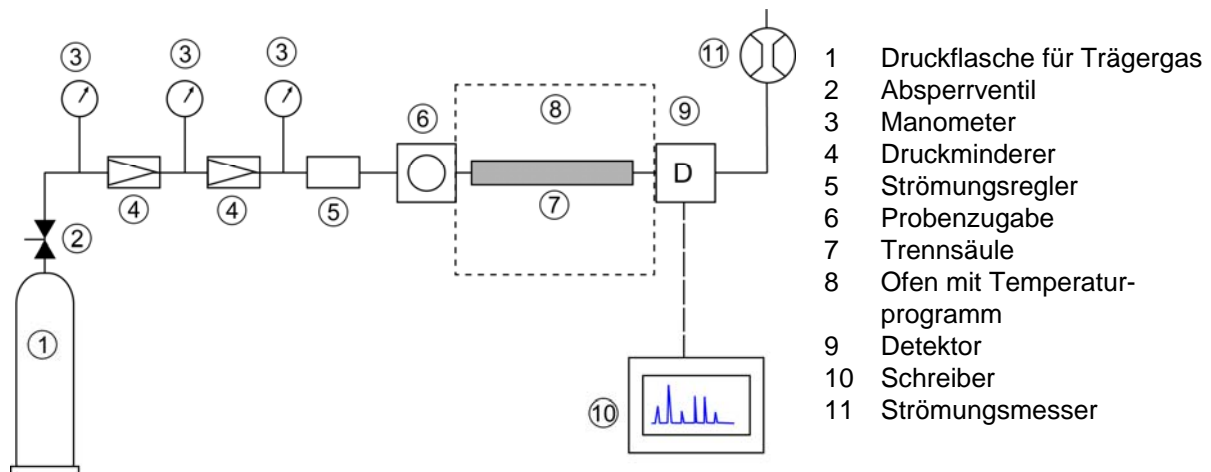 ③ ③ ③
⑪
⑥ ⑧ ⑨
D
④ ④ ⑤ ⑦
②
①
⑩
1 Druckflasche für Trägergas
2 Absperrventil
3 Manometer
4 Druckminderer
5 Strömungsregler
6 Probenzugabe
7 Trennsäule
8 Ofen mit Temperatur-
programm
9 Detektor
10 Schreiber
11 Strömungsmesser